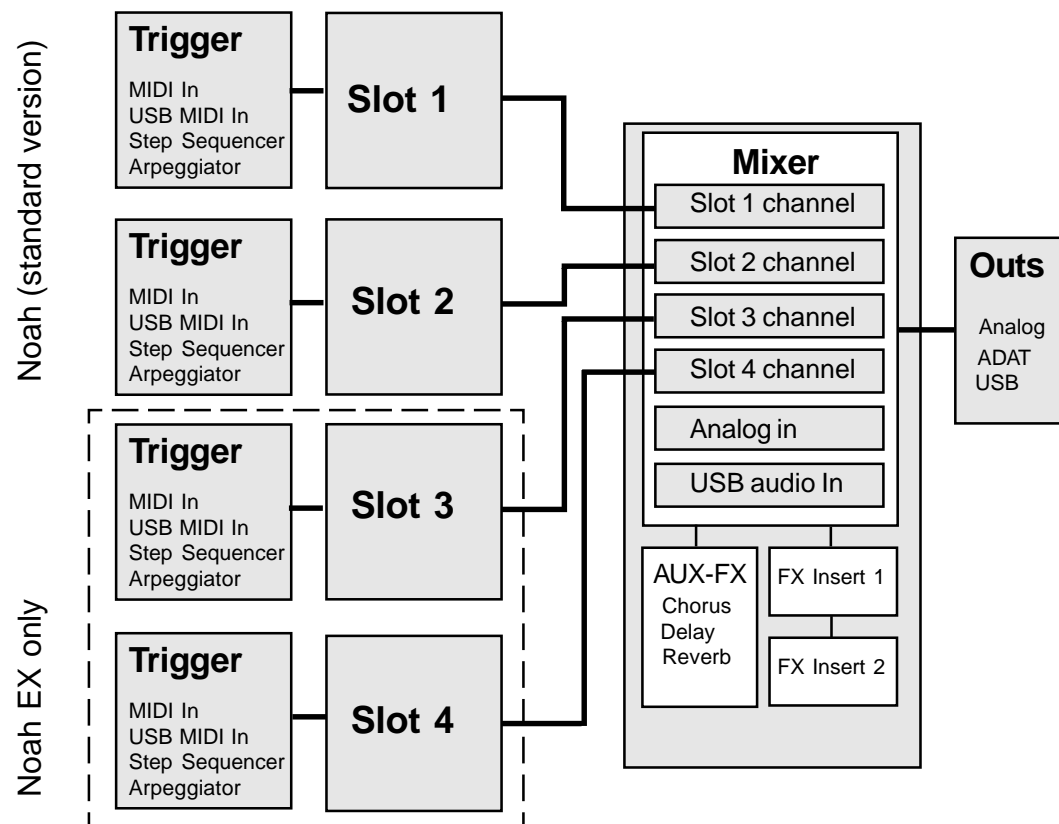 Noah (standard version)
Trigger
MIDI In
USB MIDI In
Step Sequencer
Arpeggiator
Slot 1
Trigger
MIDI In
USB MIDI In
Step Sequencer
Arpeggiator
Slot 2
Noah EX only
Trigger
MIDI In
USB MIDI In
Step Sequencer
Arpeggiator
Slot 3
Trigger
MIDI In
USB MIDI In
Step Sequencer
Arpeggiator
Slot 4
Mixer
Slot 1 channel
Slot 2 channel
Slot 3 channel
Slot 4 channel
Analog in
USB audio In
AUX-FX
Chorus
Delay
Reverb
FX Insert 1
FX Insert 2
Outs
Analog
ADAT
USB